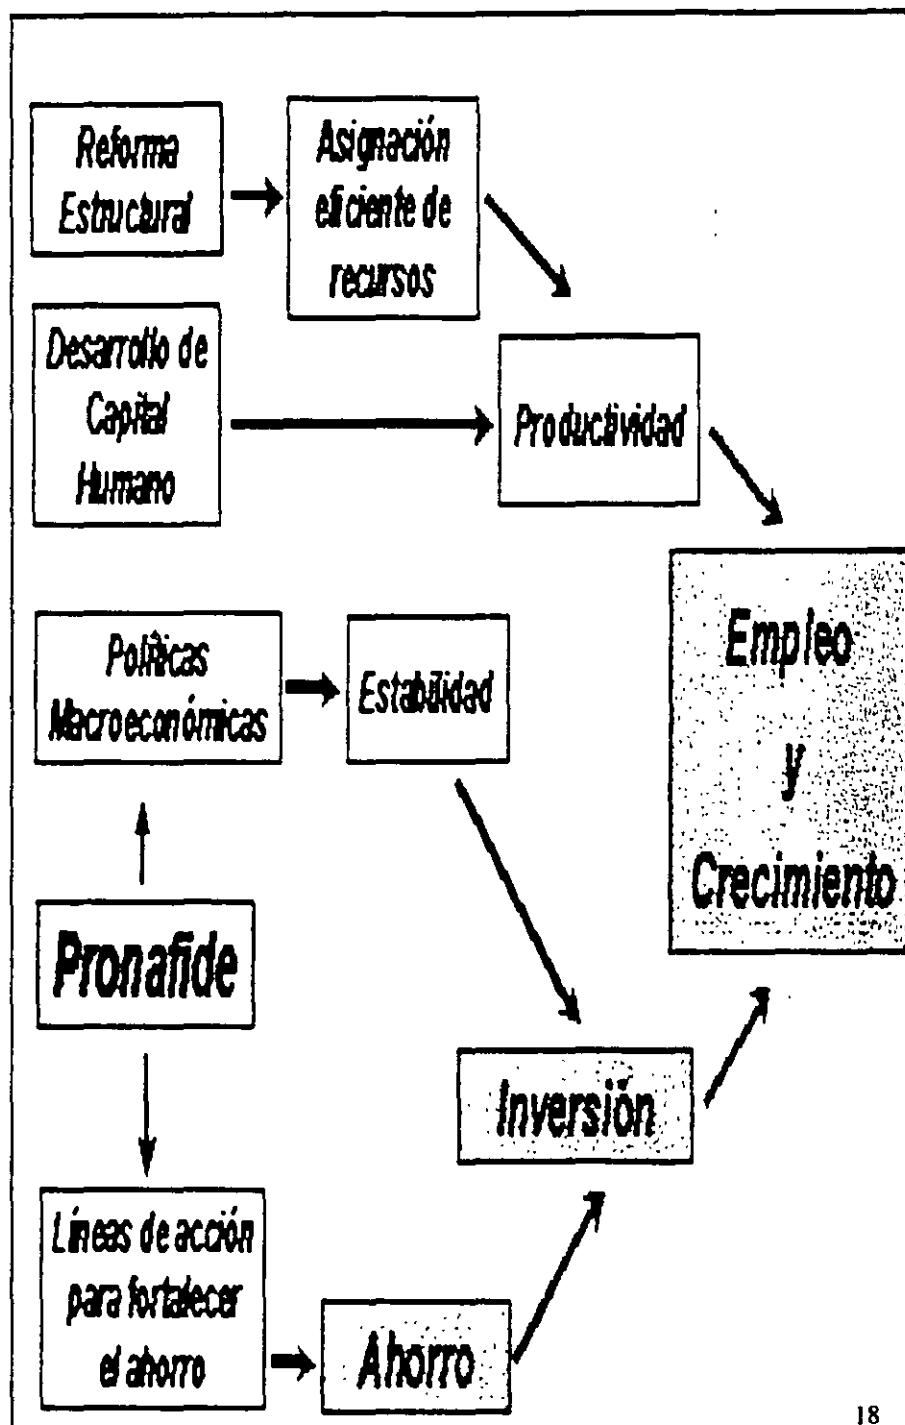 Reforma
Estructural
Asignación
eficiente de
recursos
Desarrollo de
Capital
Humano
Productividad
Políticas
Macroeconómicas
Estabilidad
Empleo
y
Crecimiento
Pronafide
Inversión
Líneas de acción
para fortalecer
el ahorro
Ahorro
18